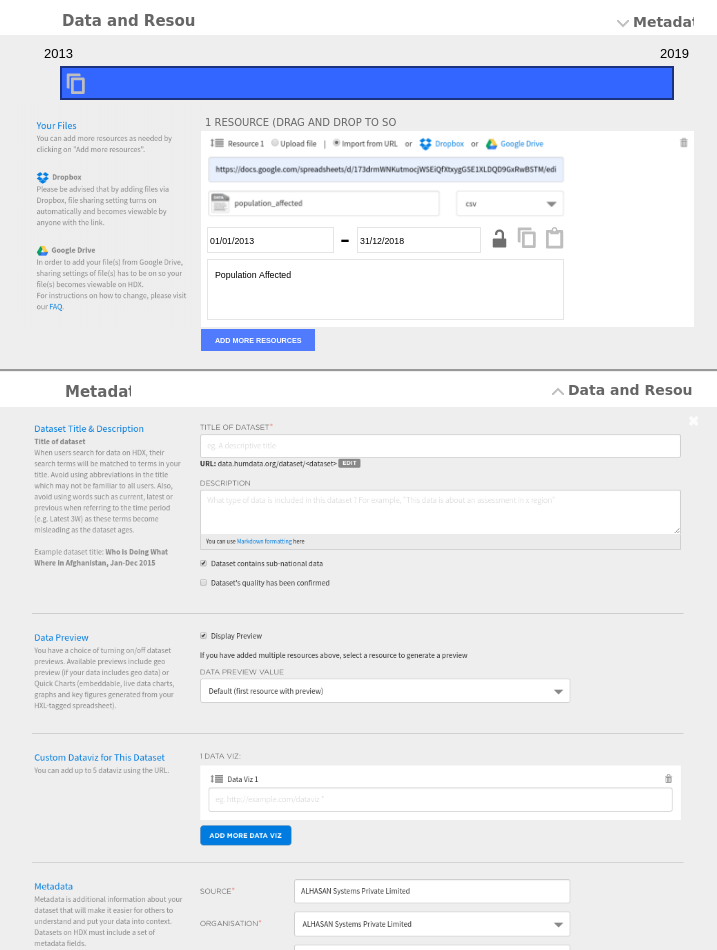 Data and Resou
Metadat
2013
2019
Your Files
You can add more resources as needed by
clicking on "Add more resources".
Dropbox
Please be advised that by adding files via
Dropbox, file sharing setting turns on
automatically and becomes viewable by
anyone with the link.
Google Drive
In order to add your file(s) from Google Drive,
sharing settings of file(s) has to be on so your
file(s) becomes viewable on HDX.
For instructions on how to change, please visit
our FAQ.
1 RESOURCE (DRAG AND DROP TO SO
Resource 1 Upload file | Import from URL or Dropbox or Google Drive
https://docs.google.com/spreadsheets/d/173drmWNKutmocjWSEiQfXtxygGSE1XLDQD9GxRwBSTM/edi
DATA population_affected csv
01/01/2013 – 31/12/2018
Population Affected
ADD MORE RESOURCES
Metadat
Data and Resou
Dataset Title & Description
Title of dataset
When users search for data on HDX, their
search terms will be matched to terms in your
title. Avoid using abbreviations in the title
which may not be familiar to all users. Also,
avoid using words such as current, latest or
previous when referring to the time period
(e.g. Latest 3W) as these terms become
misleading as the dataset ages.
Example dataset title: Who Is Doing What
Where in Afghanistan, Jan-Dec 2015
TITLE OF DATASET*
eg. A descriptive title
URL: data.humdata.org/dataset/<dataset> EDIT
DESCRIPTION
What type of data is included in this dataset ? For example, "This data is about an assessment in x region"
You can use Markdown formatting here
Dataset contains sub-national data
Dataset's quality has been confirmed
Data Preview
You have a choice of turning on/off dataset
previews. Available previews include geo
preview (if your data includes geo data) or
Quick Charts (embeddable, live data charts,
graphs and key figures generated from your
HXL-tagged spreadsheet).
Display Preview
If you have added multiple resources above, select a resource to generate a preview
DATA PREVIEW VALUE
Default (first resource with preview)
Custom Dataviz for This Dataset
You can add up to 5 dataviz using the URL.
1 DATA VIZ:
Data Viz 1
eg. http://example.com/dataviz *
ADD MORE DATA VIZ
Metadata
Metadata is additional information about your
dataset that will make it easier for others to
understand and put your data into context.
Datasets on HDX must include a set of
metadata fields.
SOURCE* ALHASAN Systems Private Limited
ORGANISATION* ALHASAN Systems Private Limited